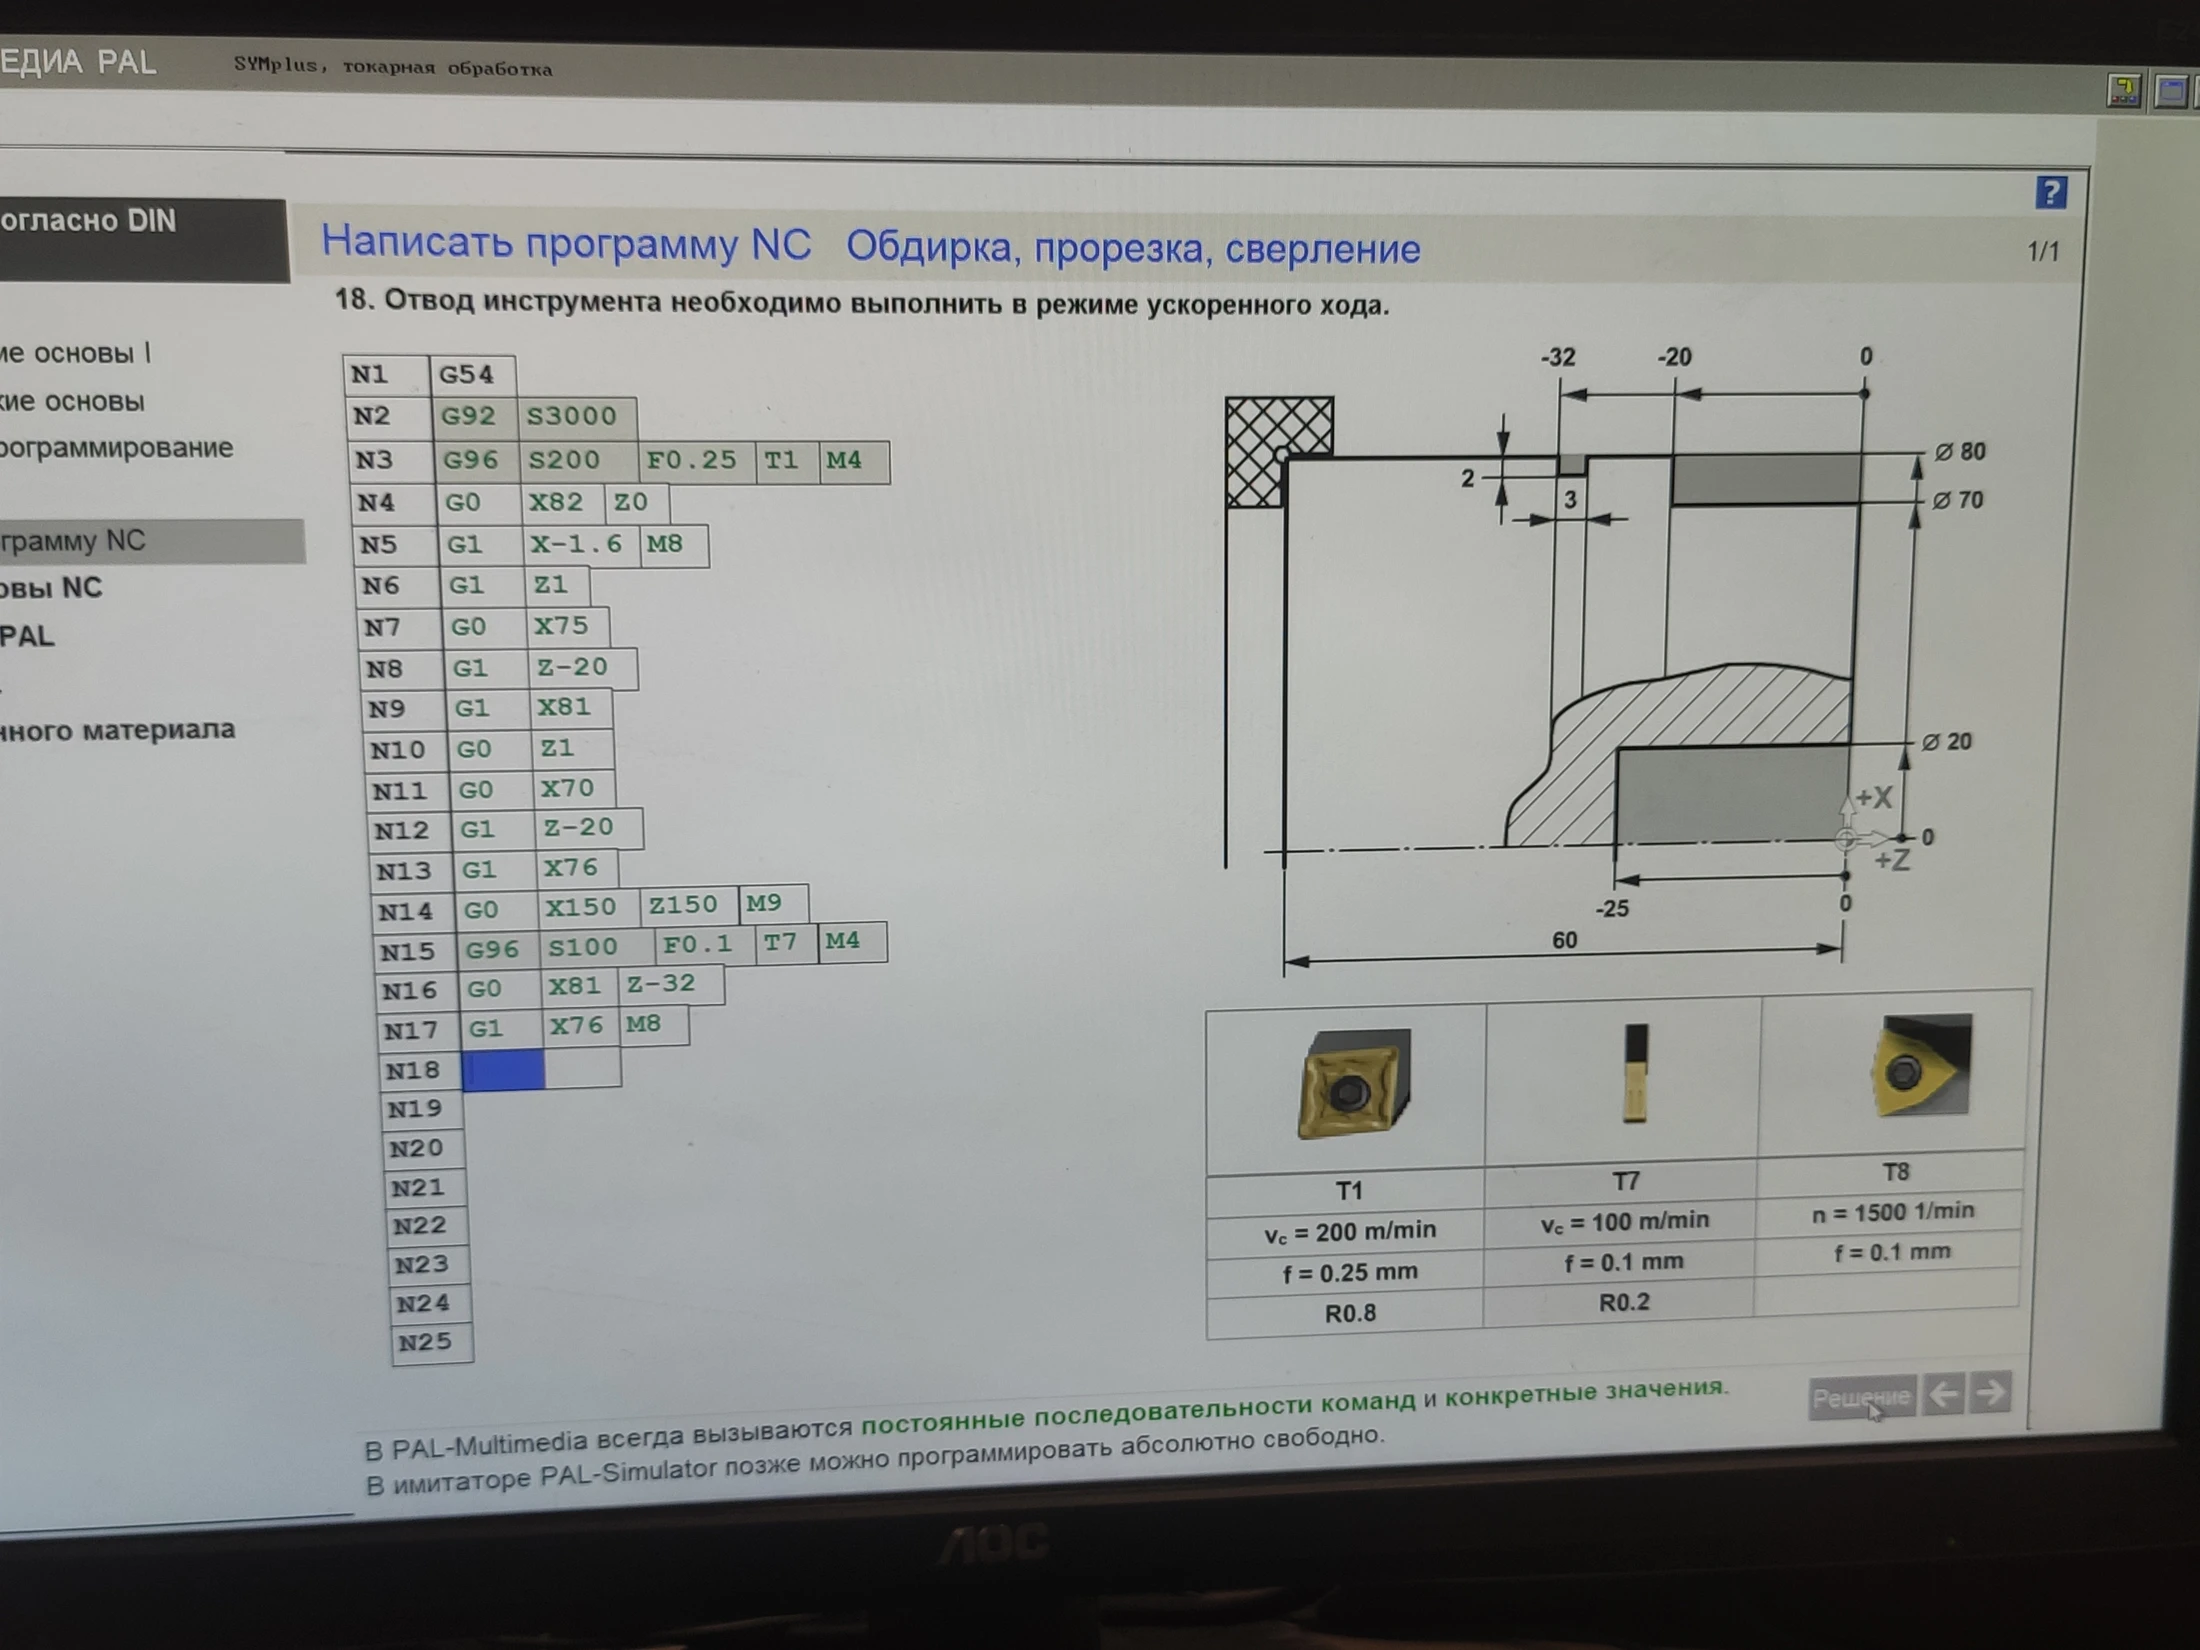 ЕДИА PAL
SYMplus, токарная обработка
огласно DIN
ие основы I
кие основы
рограммирование
грамму NC
овы NC
PAL
нного материала
?
Написать программу NC Обдирка, прорезка, сверление
1/1
18. Отвод инструмента необходимо выполнить в режиме ускоренного хода.
N1 G54
N2 G92 S3000
N3 G96 S200 F0.25 T1 M4
N4 G0 X82 Z0
N5 G1 X-1.6 M8
N6 G1 Z1
N7 G0 X75
N8 G1 Z-20
N9 G1 X81
N10 G0 Z1
N11 G0 X70
N12 G1 Z-20
N13 G1 X76
N14 G0 X150 Z150 M9
N15 G96 S100 F0.1 T7 M4
N16 G0 X81 Z-32
N17 G1 X76 M8
N18
N19
N20
N21
N22
N23
N24
N25
-32 -20 0
Ø 80
2
3
Ø 70
Ø 20
+X
0
+Z
-25 0
60
T1 T7 T8
vc = 200 m/min vc = 100 m/min n = 1500 1/min
f = 0.25 mm f = 0.1 mm f = 0.1 mm
R0.8 R0.2
В PAL-Multimedia всегда вызываются постоянные последовательности команд и конкретные значения.
В имитаторе PAL-Simulator позже можно программировать абсолютно свободно.
Решение
AOC